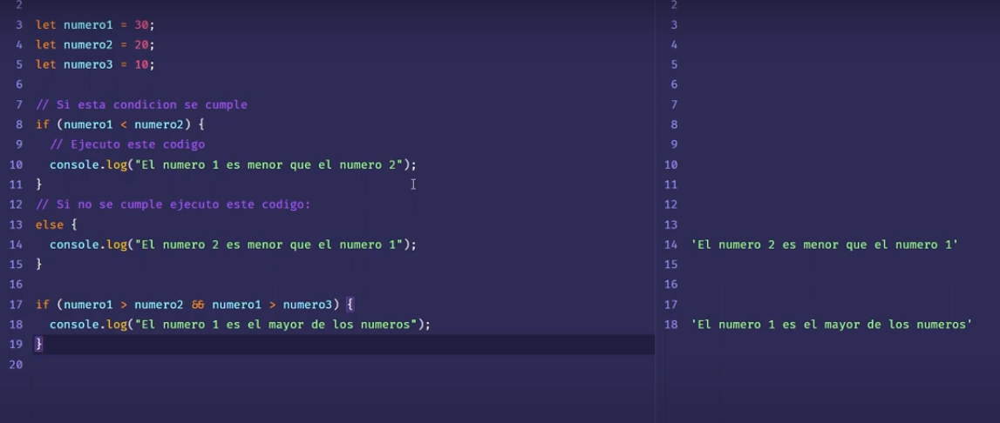 2
3 let numero1 = 30;
4 let numero2 = 20;
5 let numero3 = 10;
6
7 // Si esta condicion se cumple
8 if (numero1 < numero2) {
9   // Ejecuto este codigo
10   console.log("El numero 1 es menor que el numero 2");
11 }
12 // Si no se cumple ejecuto este codigo:
13 else {
14   console.log("El numero 2 es menor que el numero 1");
15 }
16
17 if (numero1 > numero2 && numero1 > numero3) {
18   console.log("El numero 1 es el mayor de los numeros");
19 }
20
2
3
4
5
6
7
8
9
10
11
12
13
14 'El numero 2 es menor que el numero 1'
15
16
17
18 'El numero 1 es el mayor de los numeros'